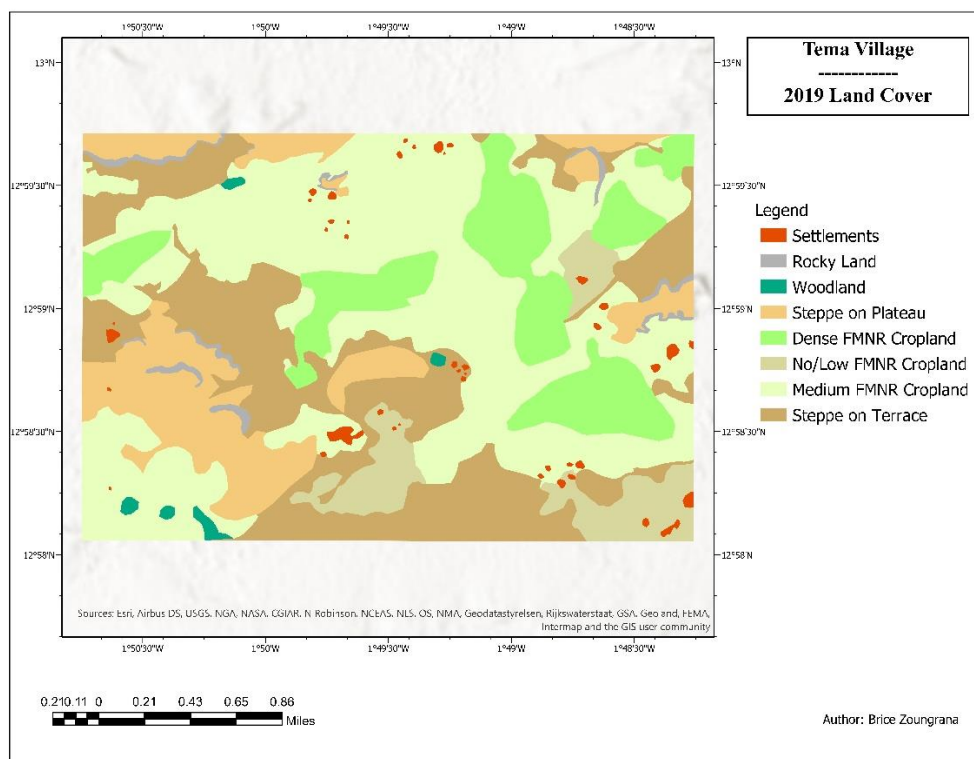 1°50'30"W 1°50'W 1°49'30"W 1°49'W 1°48'30"W
13°N 13°N
Tema Village
------------
2019 Land Cover
12°59'30"N 12°59'30"N
Legend
Settlements
Rocky Land
Woodland
Steppe on Plateau
Dense FMNR Cropland
No/Low FMNR Cropland
Medium FMNR Cropland
Steppe on Terrace
12°59'N 12°59'N
12°58'30"N 12°58'30"N
12°58'N 12°58'N
Sources: Esri, Airbus DS, USGS, NGA, NASA, CGIAR, N Robinson, NCEAS, NLS, OS, NMA, Geodatastyrelsen, Rijkswaterstaat, GSA, Geoland, FEMA,
Intermap and the GIS user community
1°50'30"W 1°50'W 1°49'30"W 1°49'W 1°48'30"W
0.21 0.11 0 0.21 0.43 0.65 0.86
Miles
Author: Brice Zoungrana